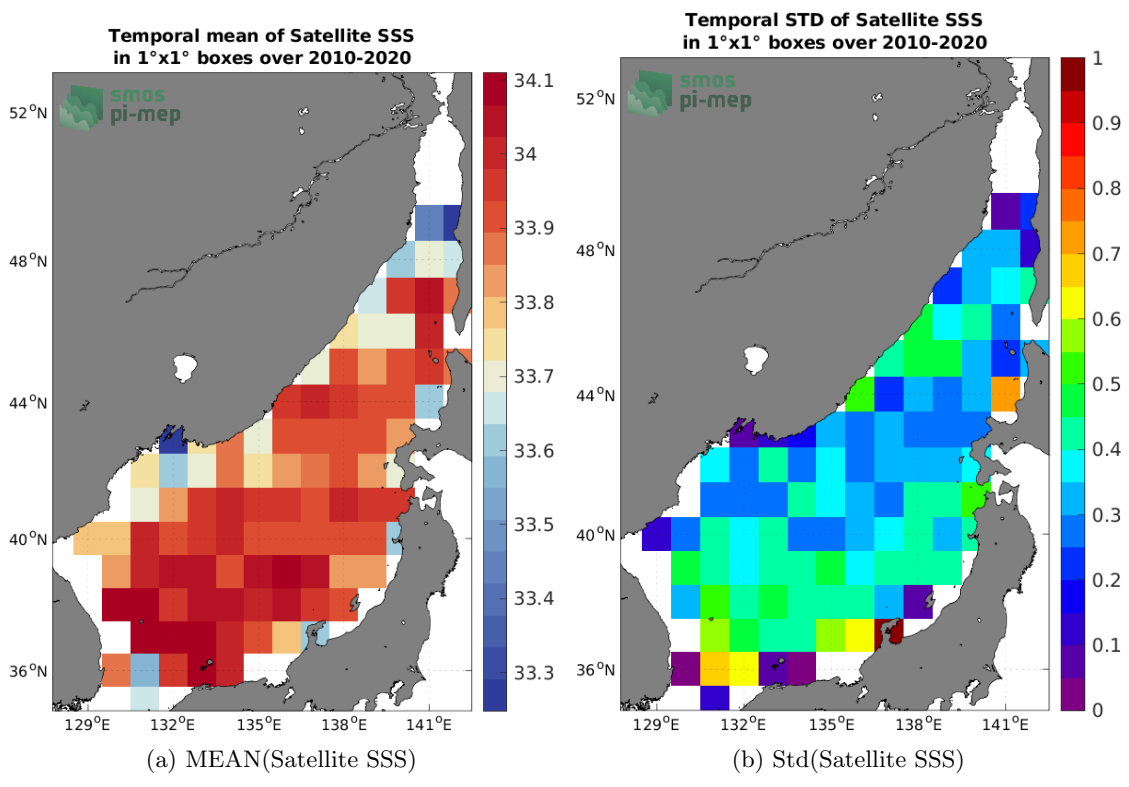 Temporal mean of Satellite SSS
in 1°x1° boxes over 2010-2020
smos
pi-mep
52°N
48°N
44°N
40°N
36°N
129°E
132°E
135°E
138°E
141°E
34.1
34
33.9
33.8
33.7
33.6
33.5
33.4
33.3
(a) MEAN(Satellite SSS)
Temporal STD of Satellite SSS
in 1°x1° boxes over 2010-2020
smos
pi-mep
52°N
48°N
44°N
40°N
36°N
129°E
132°E
135°E
138°E
141°E
1
0.9
0.8
0.7
0.6
0.5
0.4
0.3
0.2
0.1
0
(b) Std(Satellite SSS)